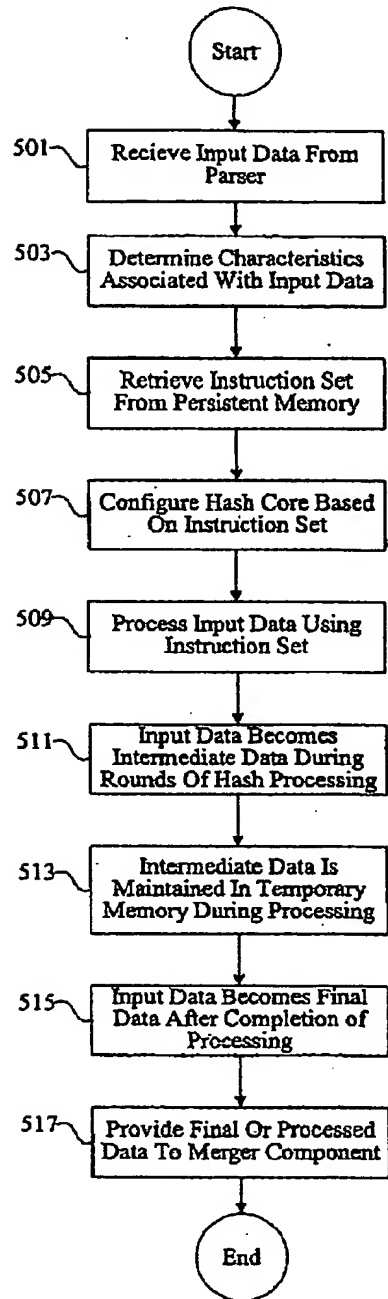 Start
501
Recieve Input Data From
Parser
503
Determine Characteristics
Associated With Input Data
505
Retrieve Instruction Set
From Persistent Memory
507
Configure Hash Core Based
On Instruction Set
509
Process Input Data Using
Instruction Set
511
Input Data Becomes
Intermediate Data During
Rounds Of Hash Processing
513
Intermediate Data Is
Maintained In Temporary
Memory During Processing
515
Input Data Becomes Final
Data After Completion of
Processing
517
Provide Final Or Processed
Data To Merger Component
End